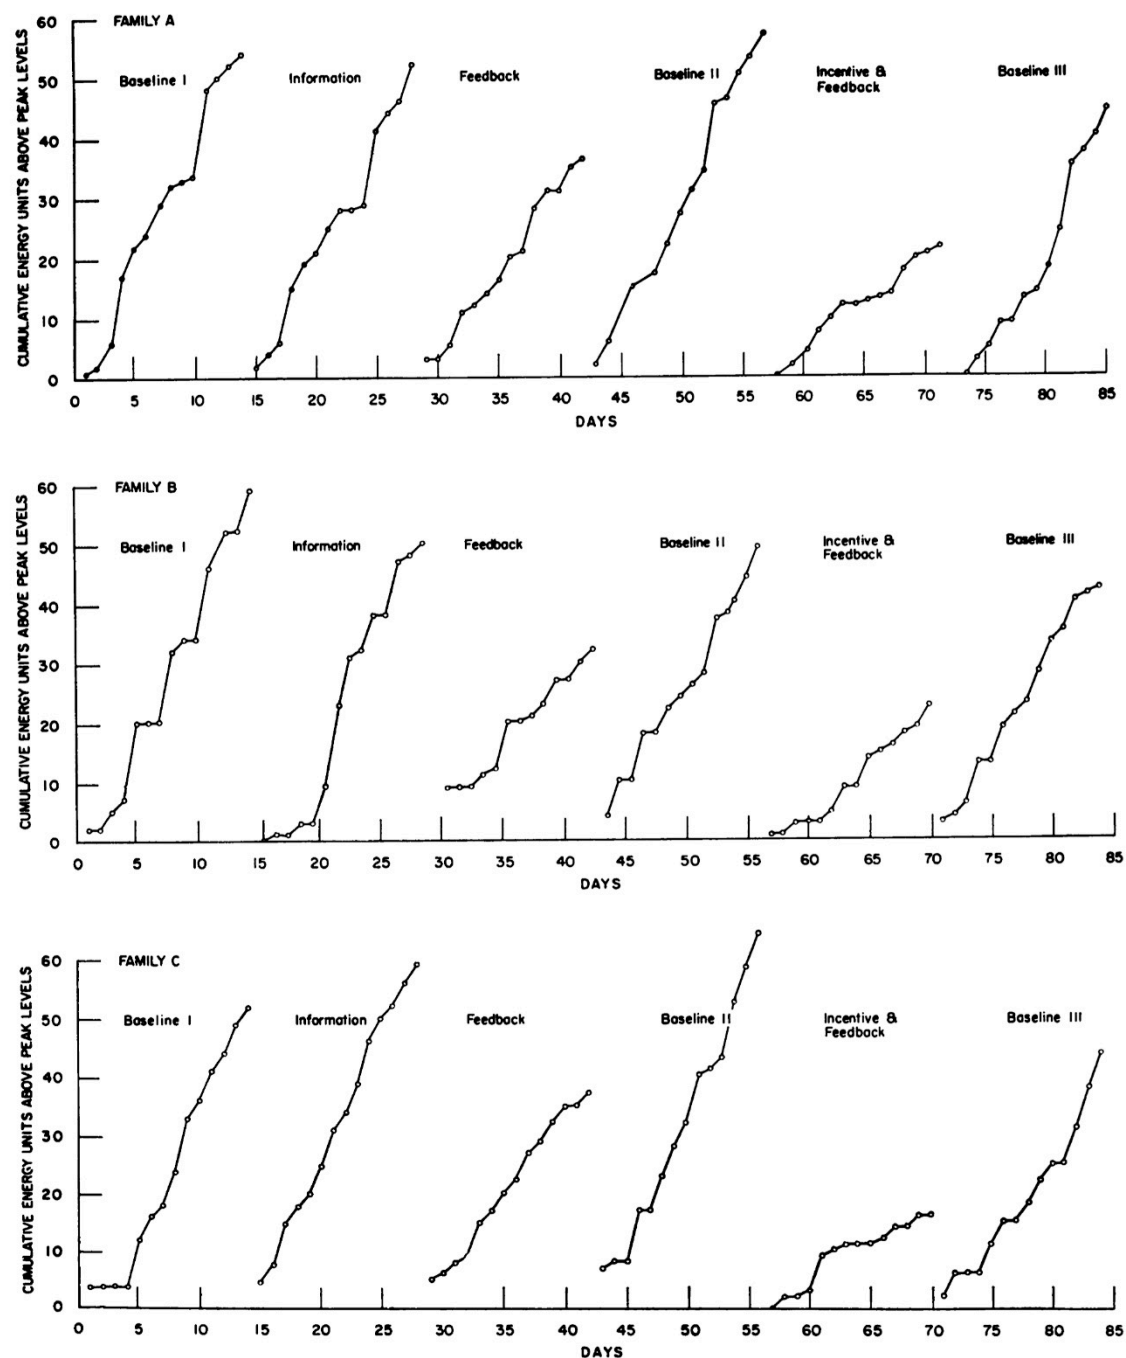 FAMILY A
CUMULATIVE ENERGY UNITS ABOVE PEAK LEVELS
60
50
40
30
20
10
0
Baseline I
Information
Feedback
Baseline II
Incentive &
Feedback
Baseline III
0 5 10 15 20 25 30 35 40 45 50 55 60 65 70 75 80 85
DAYS
FAMILY B
CUMULATIVE ENERGY UNITS ABOVE PEAK LEVELS
60
50
40
30
20
10
0
Baseline I
Information
Feedback
Baseline II
Incentive &
Feedback
Baseline III
0 5 10 15 20 25 30 35 40 45 50 55 60 65 70 75 80 85
DAYS
FAMILY C
CUMULATIVE ENERGY UNITS ABOVE PEAK LEVELS
60
50
40
30
20
10
0
Baseline I
Information
Feedback
Baseline II
Incentive &
Feedback
Baseline III
0 5 10 15 20 25 30 35 40 45 50 55 60 65 70 75 80 85
DAYS